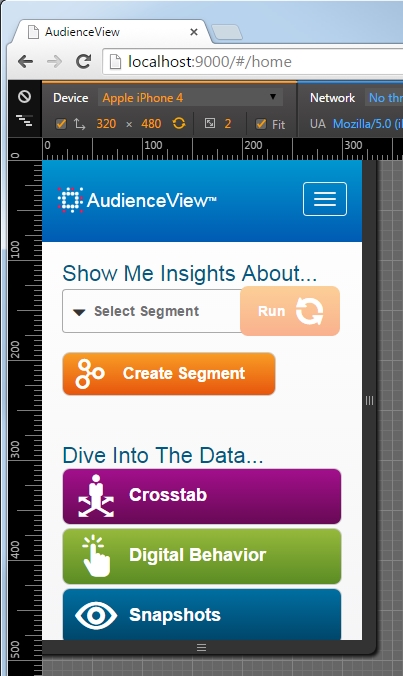 AudienceView
localhost:9000/#/home
Device Apple iPhone 4 Network No thr
320 × 480 2 Fit UA Mozilla/5.0 (il
0 100 200 300
0
100
200
300
400
500
AudienceView™
Show Me Insights About...
Select Segment Run
Create Segment
Dive Into The Data...
Crosstab
Digital Behavior
Snapshots